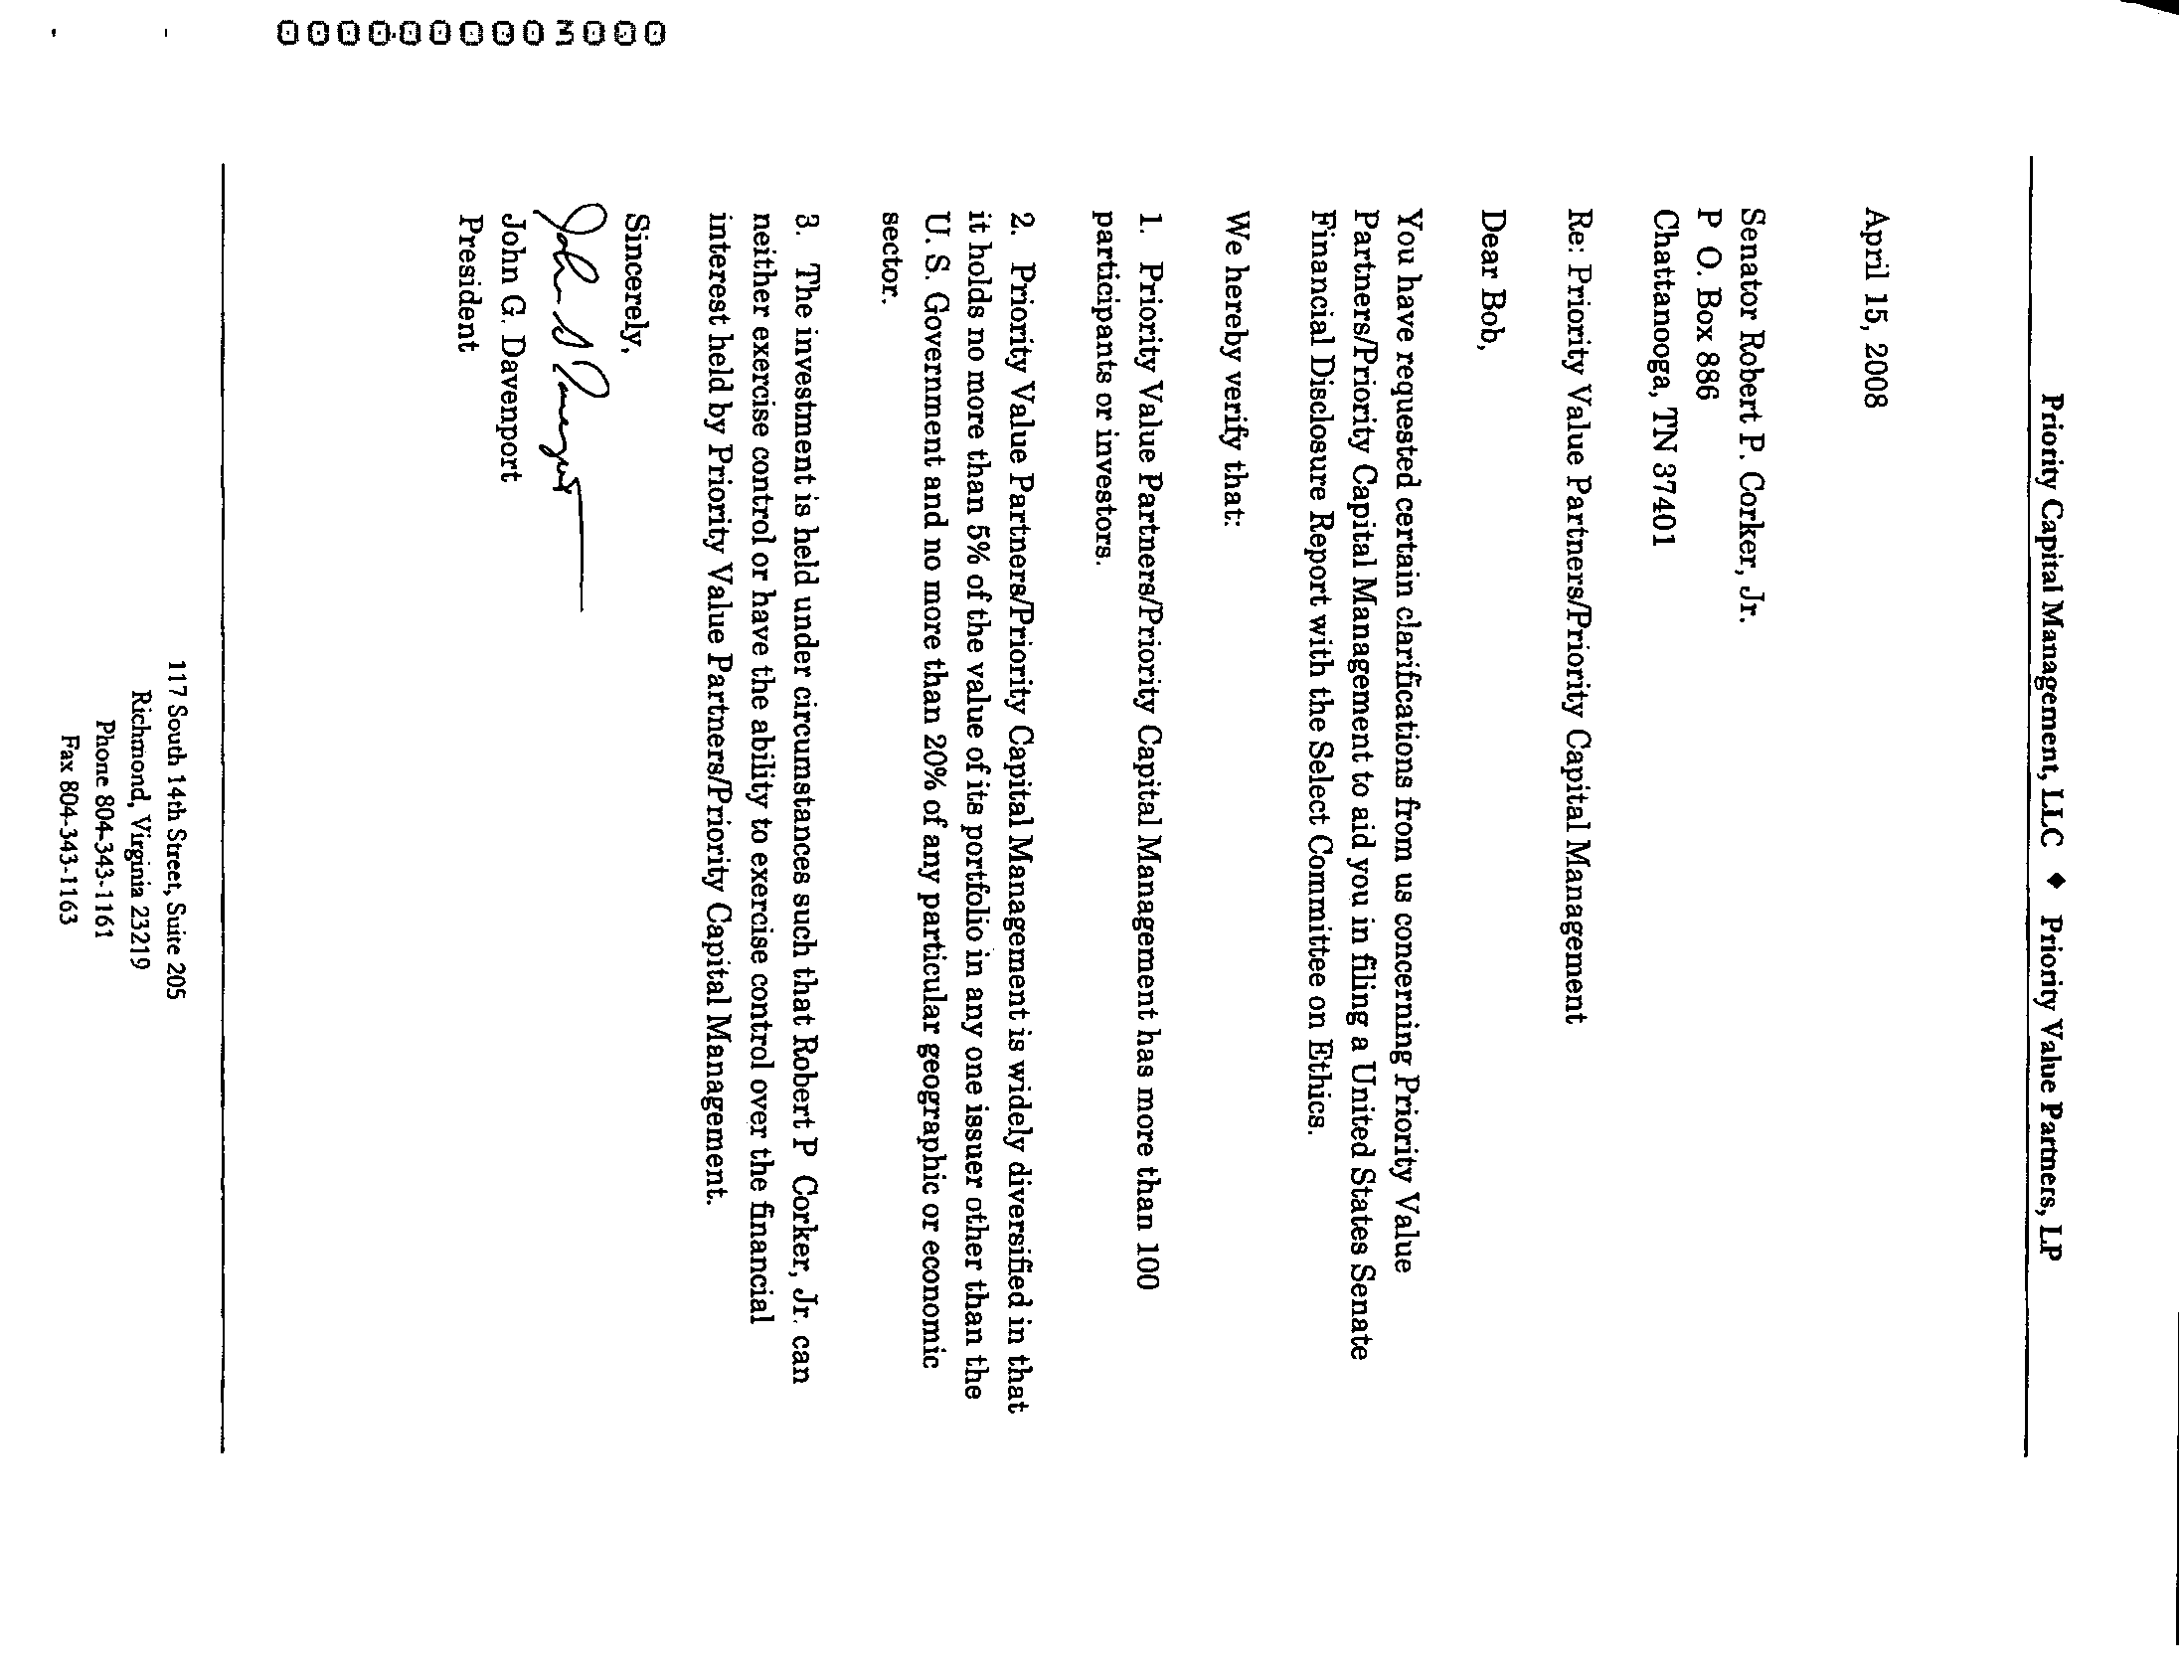 Priority Capital Management, LLC ♦ Priority Value Partners, LP
April 15, 2008
Senator Robert P. Corker, Jr.
P O. Box 886
Chattanooga, TN 37401
Re: Priority Value Partners/Priority Capital Management
Dear Bob,
You have requested certain clarifications from us concerning Priority Value
Partners/Priority Capital Management to aid you in filing a United States Senate
Financial Disclosure Report with the Select Committee on Ethics.
We hereby verify that:
1. Priority Value Partners/Priority Capital Management has more than 100
participants or investors.
2. Priority Value Partners/Priority Capital Management is widely diversified in that
it holds no more than 5% of the value of its portfolio in any one issuer other than the
U. S. Government and no more than 20% of any particular geographic or economic
sector.
3. The investment is held under circumstances such that Robert P Corker, Jr. can
neither exercise control or have the ability to exercise control over the financial
interest held by Priority Value Partners/Priority Capital Management.
Sincerely,
John G. Davenport
President
117 South 14th Street, Suite 205
Richmond, Virginia 23219
Phone 804-343-1161
Fax 804-343-1163